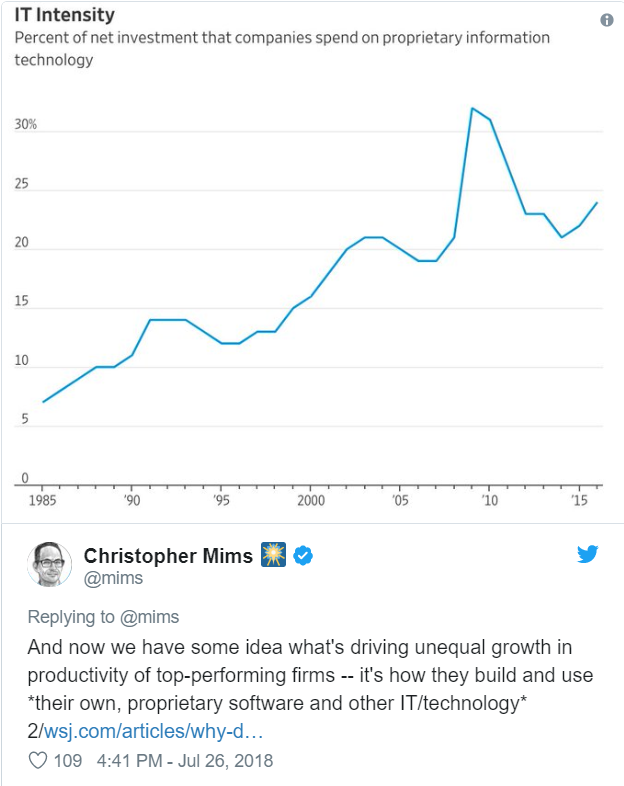 IT Intensity
Percent of net investment that companies spend on proprietary information
technology
30%
25
20
15
10
5
0
1985 '90 '95 2000 '05 '10 '15
Christopher Mims
@mims
Replying to @mims
And now we have some idea what's driving unequal growth in
productivity of top-performing firms -- it's how they build and use
*their own, proprietary software and other IT/technology*
2/wsj.com/articles/why-d…
109 4:41 PM - Jul 26, 2018